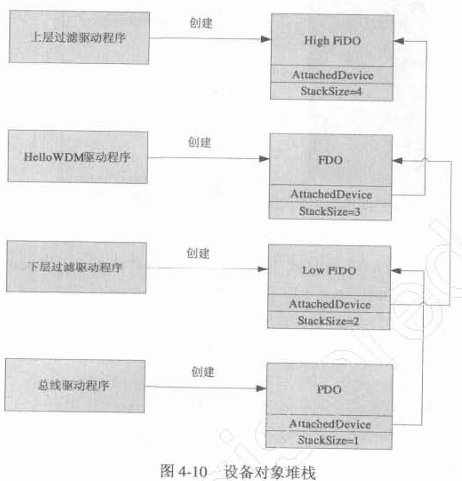 上层过滤驱动程序
创建
High FiDO
AttachedDevice
StackSize=4
HelloWDM驱动程序
创建
FDO
AttachedDevice
StackSize=3
下层过滤驱动程序
创建
Low FiDO
AttachedDevice
StackSize=2
总线驱动程序
创建
PDO
AttachedDevice
StackSize=1
图 4-10 设备对象堆栈